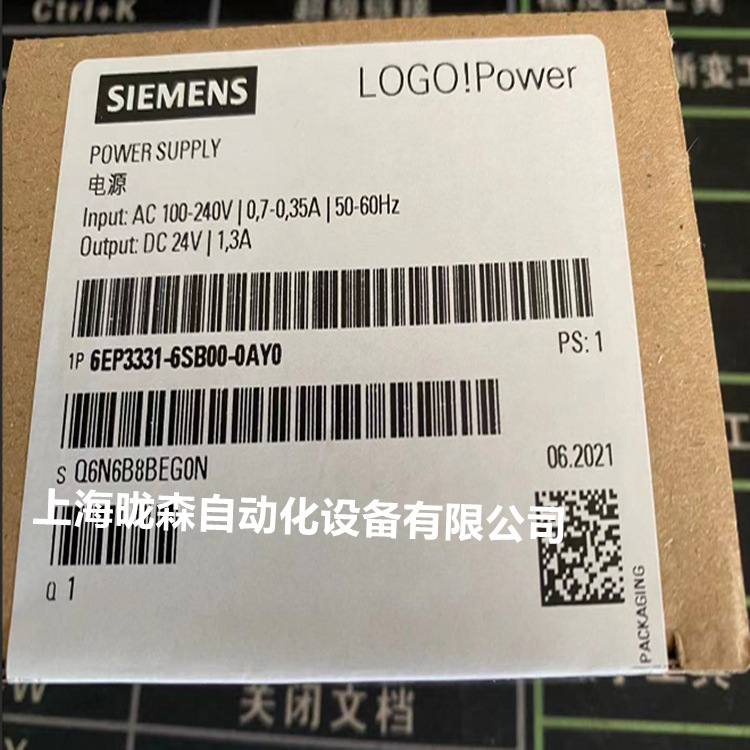 Ctrl+K
SIEMENS
LOGO!Power
POWER SUPPLY
电源
Input: AC 100-240V | 0,7-0,35A | 50-60Hz
Output: DC 24V | 1,3A
1P 6EP3331-6SB00-0AY0
PS: 1
S Q6N6B8BEG0N
06.2021
上海晄森自动化设备有限公司
Q 1
PACKAGING
关闭文档